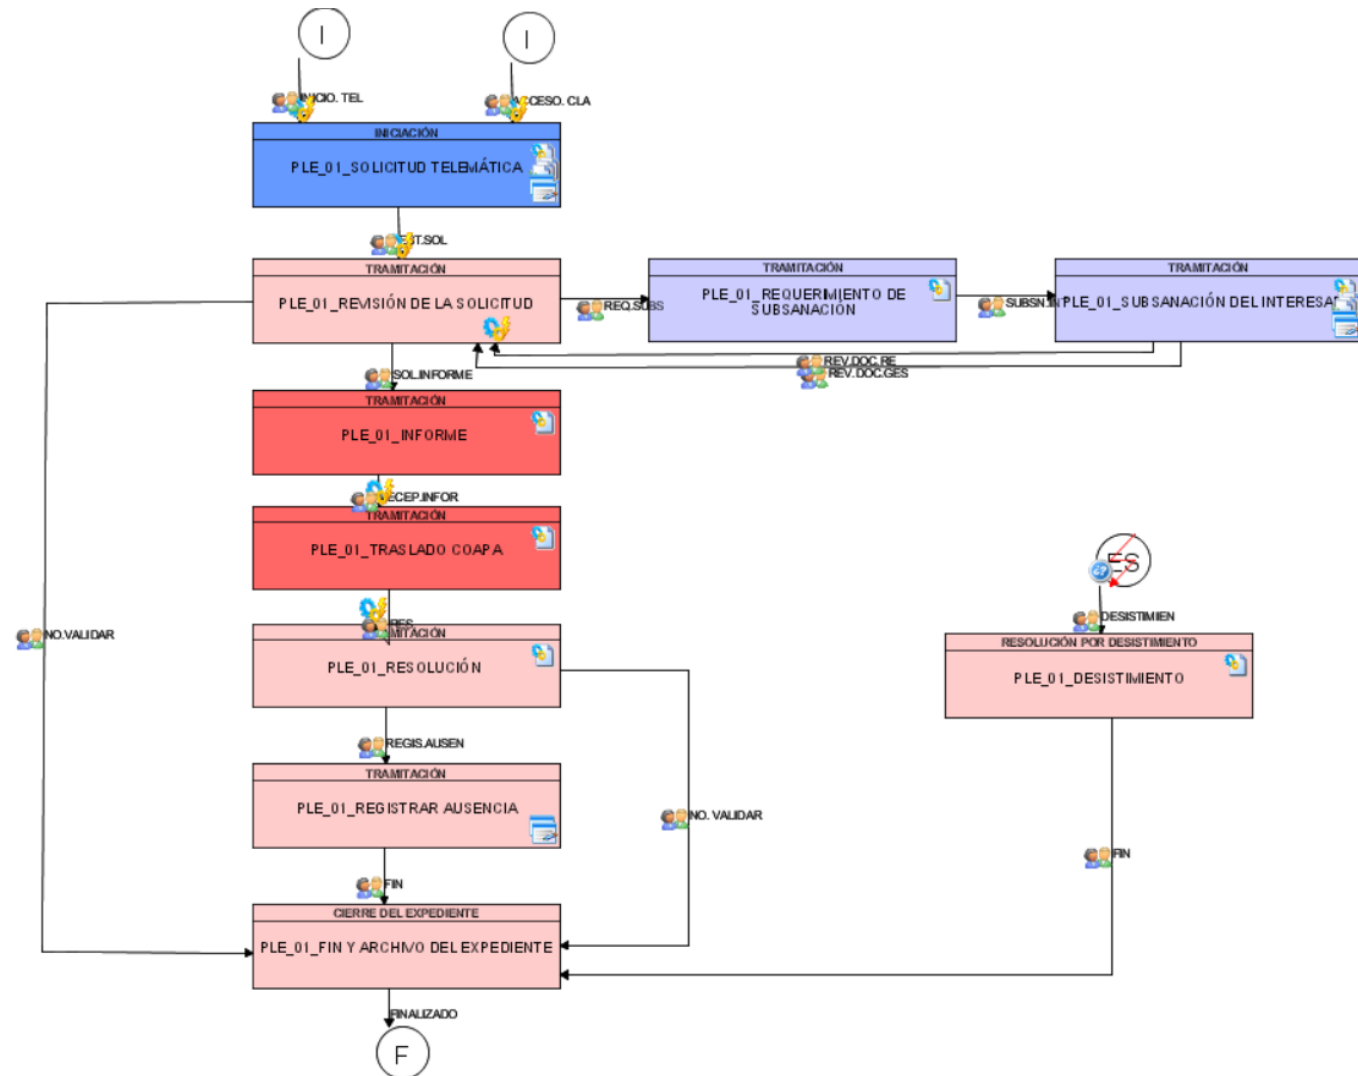 I
I
INICIO. TEL
ACCESO. CLA
INICIACIÓN
PLE_01_SOLICITUD TELEMÁTICA
EST.SOL
TRAMITACIÓN
PLE_01_REVISIÓN DE LA SOLICITUD
REQ.SUBS
TRAMITACIÓN
PLE_01_REQUERIMIENTO DE
SUBSANACIÓN
SUBSN.IN
TRAMITACIÓN
PLE_01_SUBSANACIÓN DEL INTERESA
REV.DOC.RE
REV.DOC.GES
SOL.INFORME
TRAMITACIÓN
PLE_01_INFORME
ECEP.INFOR
TRAMITACIÓN
PLE_01_TRASLADO COAPA
RES
MITACIÓN
PLE_01_RESOLUCIÓN
NO.VALIDAR
ES
DESISTIMIEN
RESOLUCIÓN POR DESISTIMIENTO
PLE_01_DESISTIMIENTO
REGIS.AUSEN
TRAMITACIÓN
PLE_01_REGISTRAR AUSENCIA
NO. VALIDAR
FIN
FIN
CIERRE DEL EXPEDIENTE
PLE_01_FIN Y ARCHIVO DEL EXPEDIENTE
FINALIZADO
F